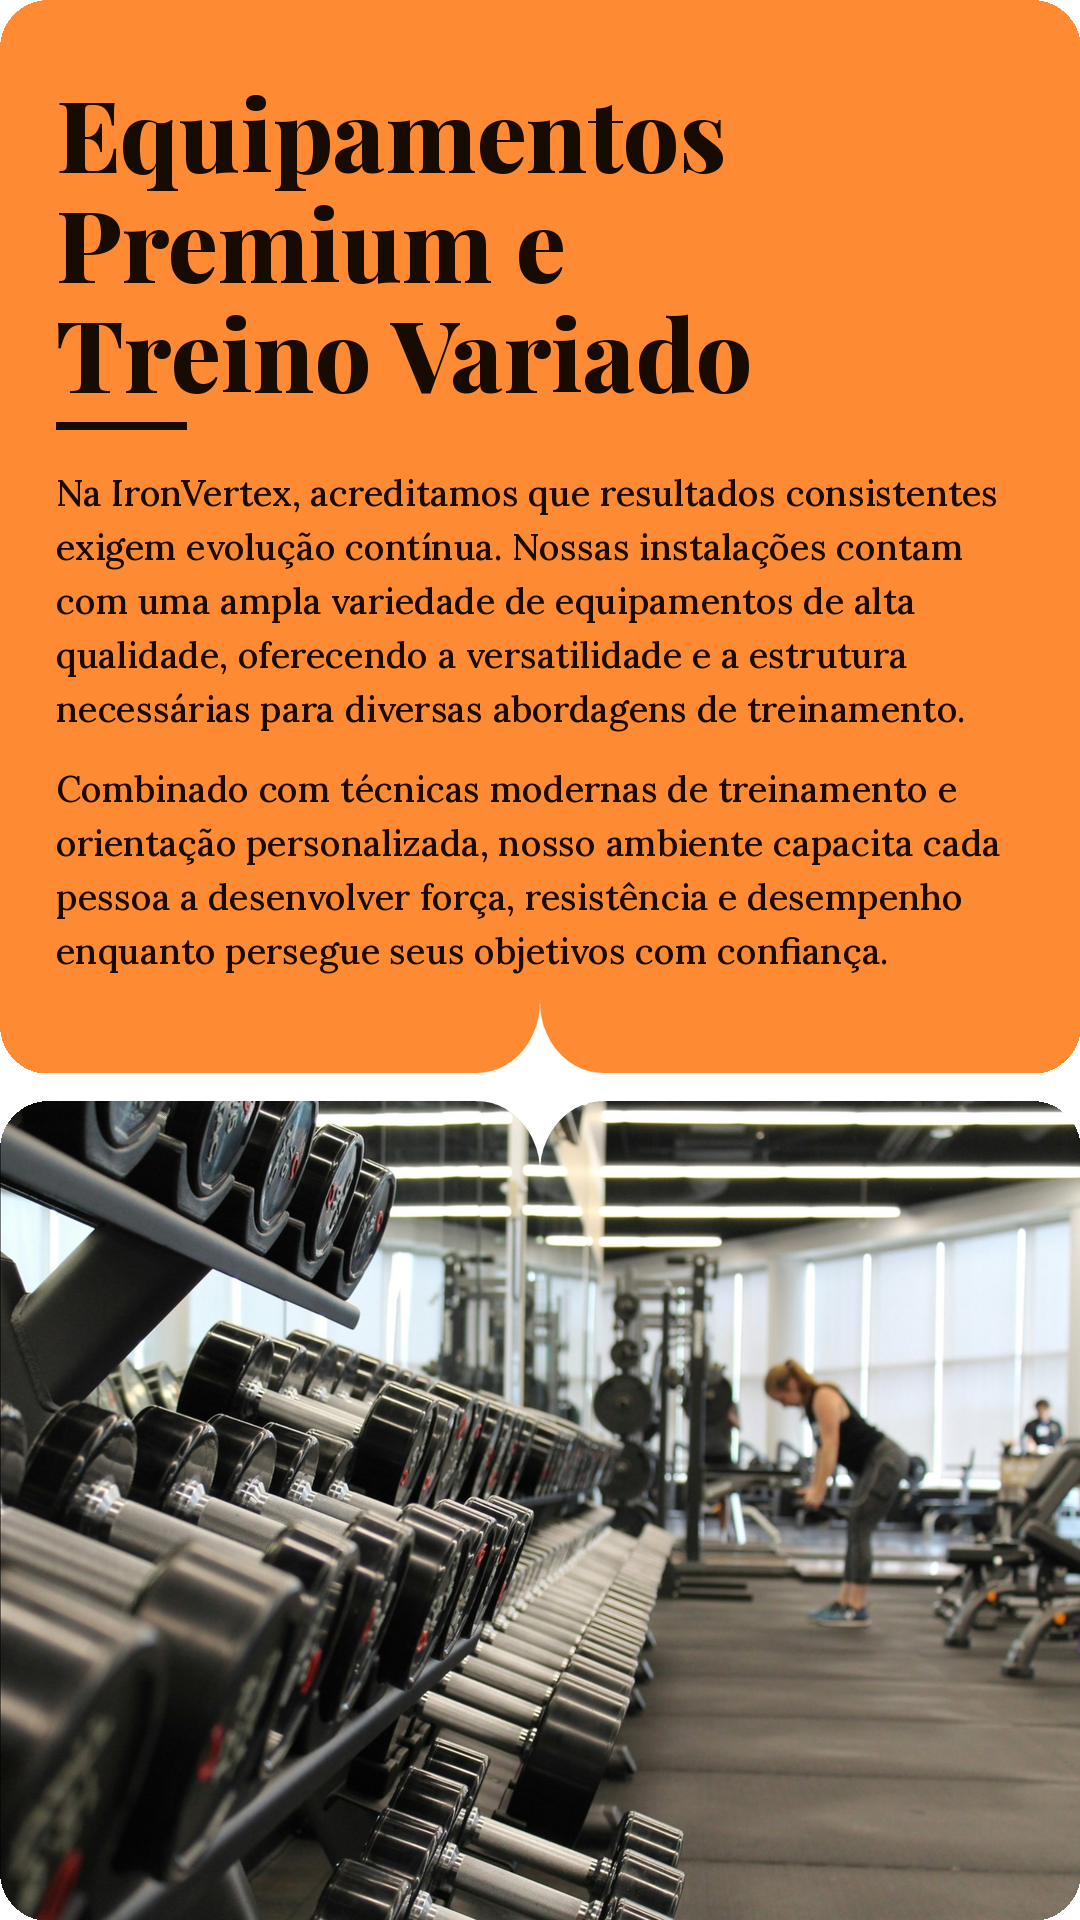 Equipamentos
Premium e
Treino Variado
Na IronVertex, acreditamos que resultados consistentes
exigem evolução contínua. Nossas instalações contam
com uma ampla variedade de equipamentos de alta
qualidade, oferecendo a versatilidade e a estrutura
necessárias para diversas abordagens de treinamento.
Combinado com técnicas modernas de treinamento e
orientação personalizada, nosso ambiente capacita cada
pessoa a desenvolver força, resistência e desempenho
enquanto persegue seus objetivos com confiança.